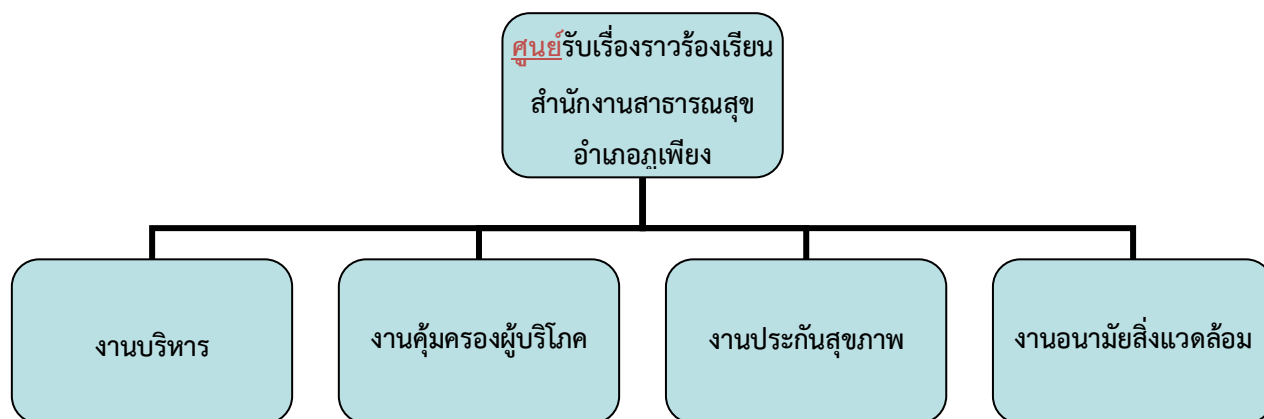 ศูนย์รับเรื่องราวร้องเรียน
สำนักงานสาธารณสุข
อำเภอภูเพียง
งานบริหาร
งานคุ้มครองผู้บริโภค
งานประกันสุขภาพ
งานอนามัยสิ่งแวดล้อม